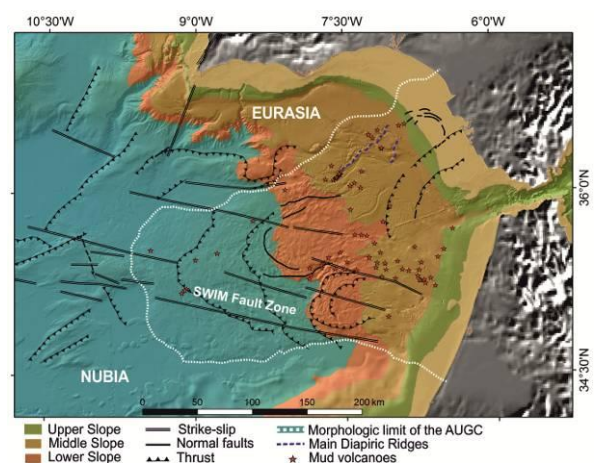 10°30'W 9°0'W 7°30'W 6°0'W
EURASIA
36°0'N
SWIM Fault Zone
NUBIA
34°30'N
0 50 100 150 200 km
Upper Slope Strike-slip Morphologic limit of the AUGC
Middle Slope Normal faults Main Diapiric Ridges
Lower Slope Thrust Mud volcanoes